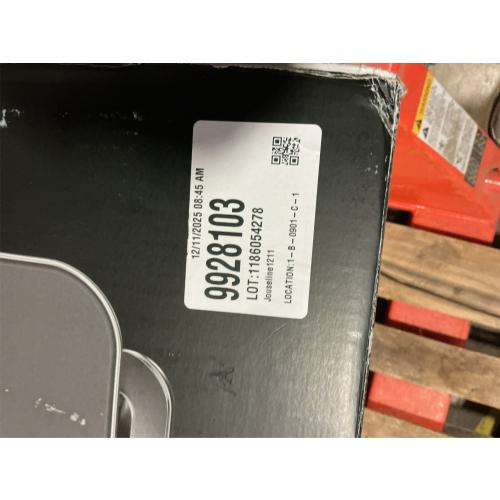 12/11/2025 08:45 AM
9928103
LOT:1186054278
Jouseline1211
LOCATION:1-B-0901-C-1
A